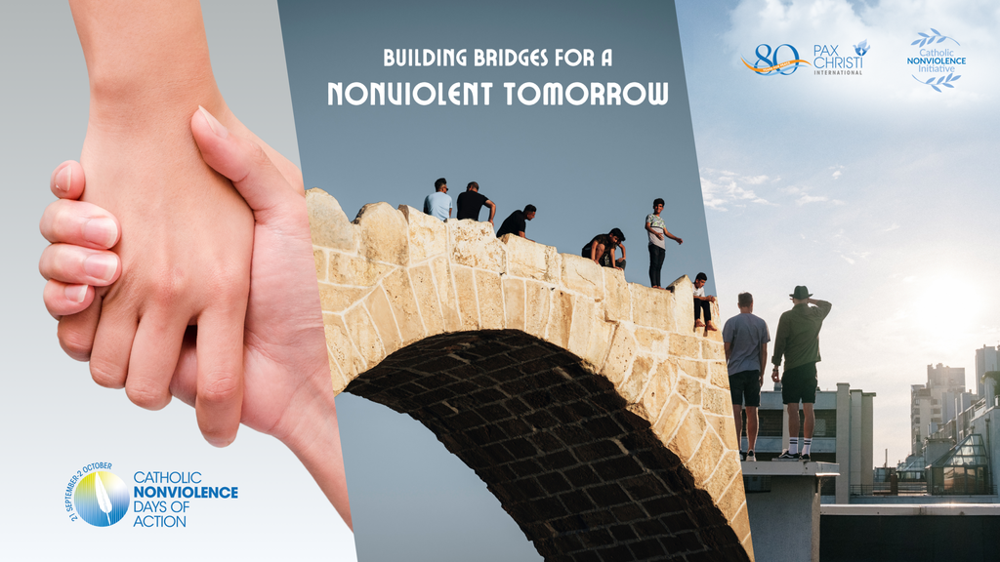 BUILDING BRIDGES FOR A
NONVIOLENT TOMORROW
80
PAX
CHRISTI
INTERNATIONAL
Catholic
NONVIOLENCE
Initiative
21 SEPTEMBER-2 OCTOBER
CATHOLIC
NONVIOLENCE
DAYS OF
ACTION